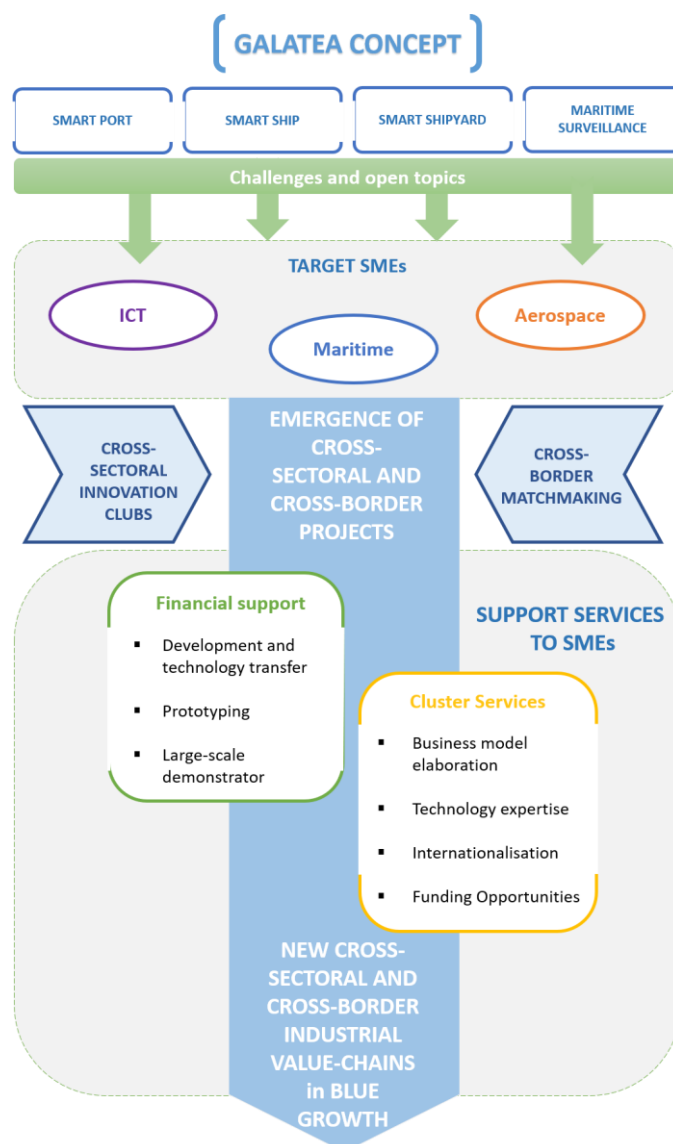 GALATEA CONCEPT
SMART PORT
SMART SHIP
SMART SHIPYARD
MARITIME
SURVEILLANCE
Challenges and open topics
TARGET SMEs
ICT
Maritime
Aerospace
CROSS-
SECTORAL
INNOVATION
CLUBS
EMERGENCE OF
CROSS-
SECTORAL AND
CROSS-BORDER
PROJECTS
CROSS-
BORDER
MATCHMAKING
Financial support
▪ Development and
technology transfer
▪ Prototyping
▪ Large-scale
demonstrator
SUPPORT SERVICES
TO SMEs
Cluster Services
▪ Business model
elaboration
▪ Technology expertise
▪ Internationalisation
▪ Funding Opportunities
NEW CROSS-
SECTORAL AND
CROSS-BORDER
INDUSTRIAL
VALUE-CHAINS
in BLUE
GROWTH